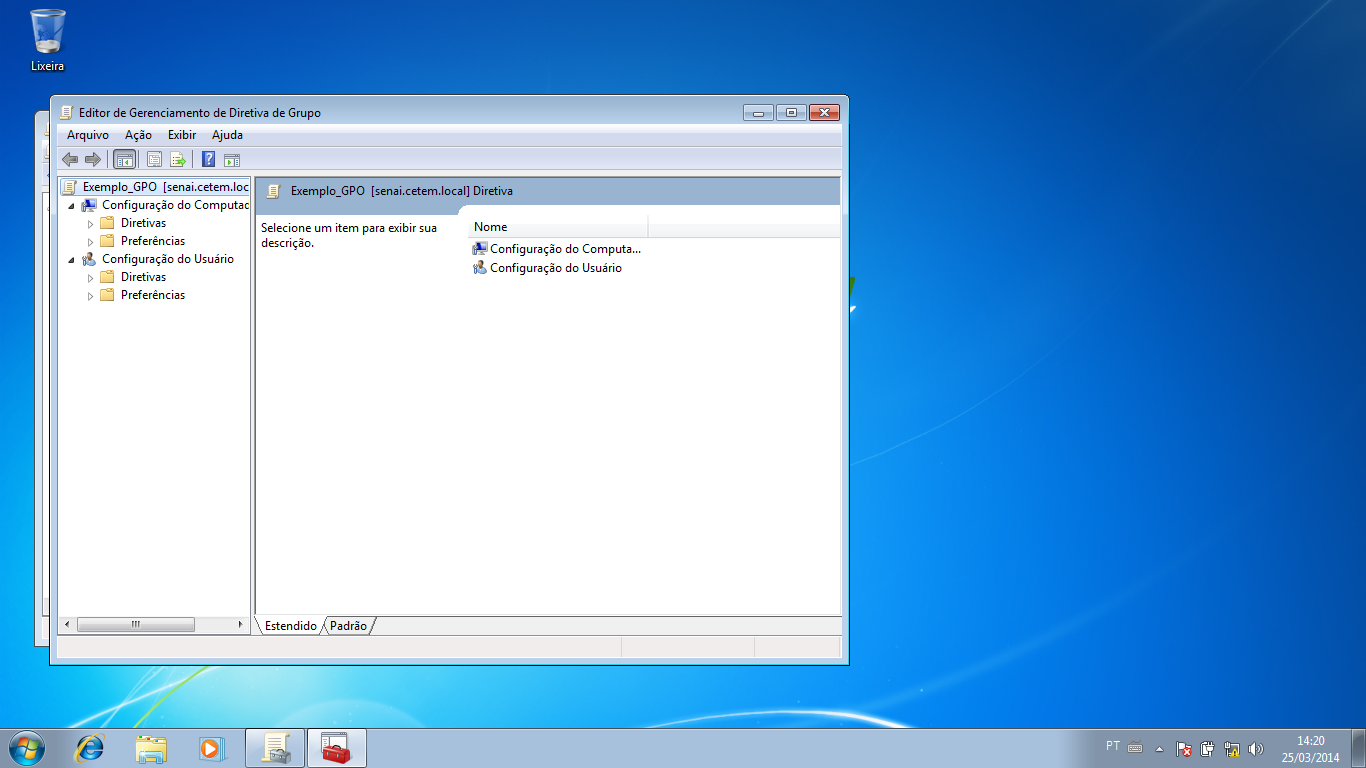 Lixeira
Editor de Gerenciamento de Diretiva de Grupo
Arquivo Ação Exibir Ajuda
Exemplo_GPO [senai.cetem.loc
Configuração do Computad
Diretivas
Preferências
Configuração do Usuário
Diretivas
Preferências
Exemplo_GPO [senai.cetem.local] Diretiva
Selecione um item para exibir sua
descrição.
Nome
Configuração do Computa...
Configuração do Usuário
Estendido Padrão
PT
14:20
25/03/2014